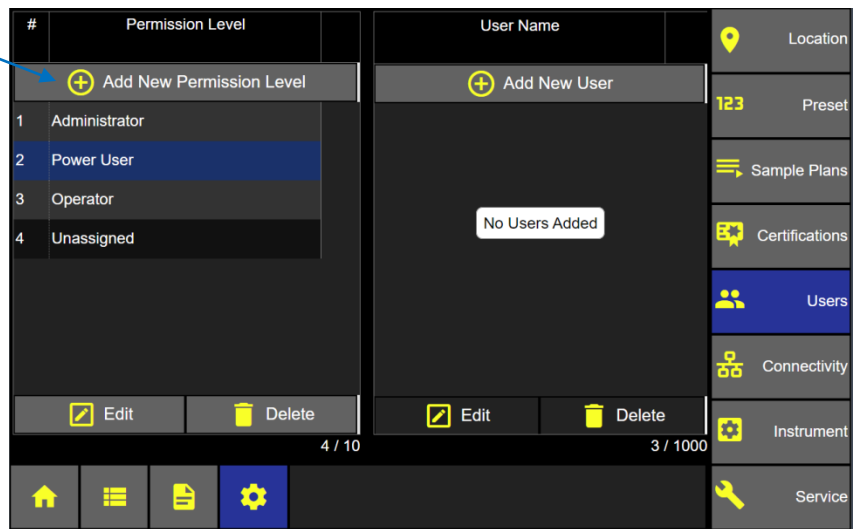 # Permission Level
Add New Permission Level
1 Administrator
2 Power User
3 Operator
4 Unassigned
Edit Delete
4 / 10
User Name
Add New User
No Users Added
Edit Delete
3 / 1000
Location
123 Preset
Sample Plans
Certifications
Users
Connectivity
Instrument
Service